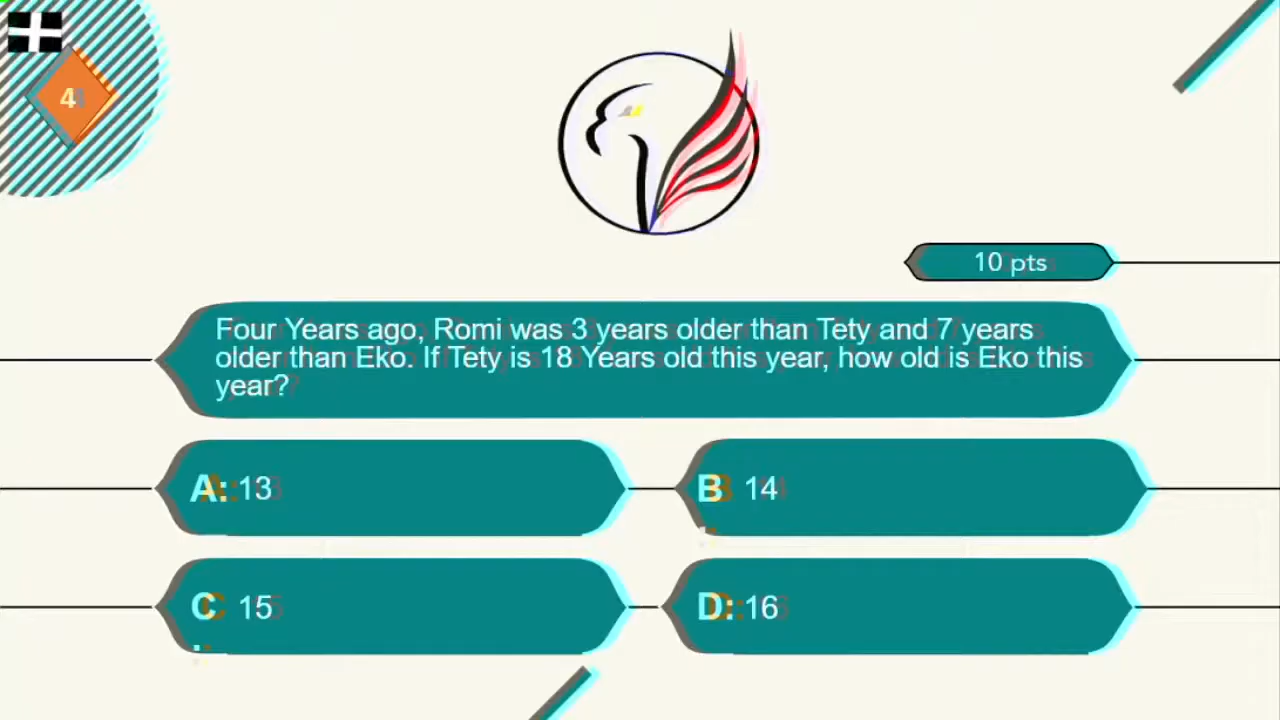 4
10 pts
Four Years ago, Romi was 3 years older than Tety and 7 years
older than Eko. If Tety is 18 Years old this year, how old is Eko this
year?
A: 13
B: 14
C: 15
D: 16